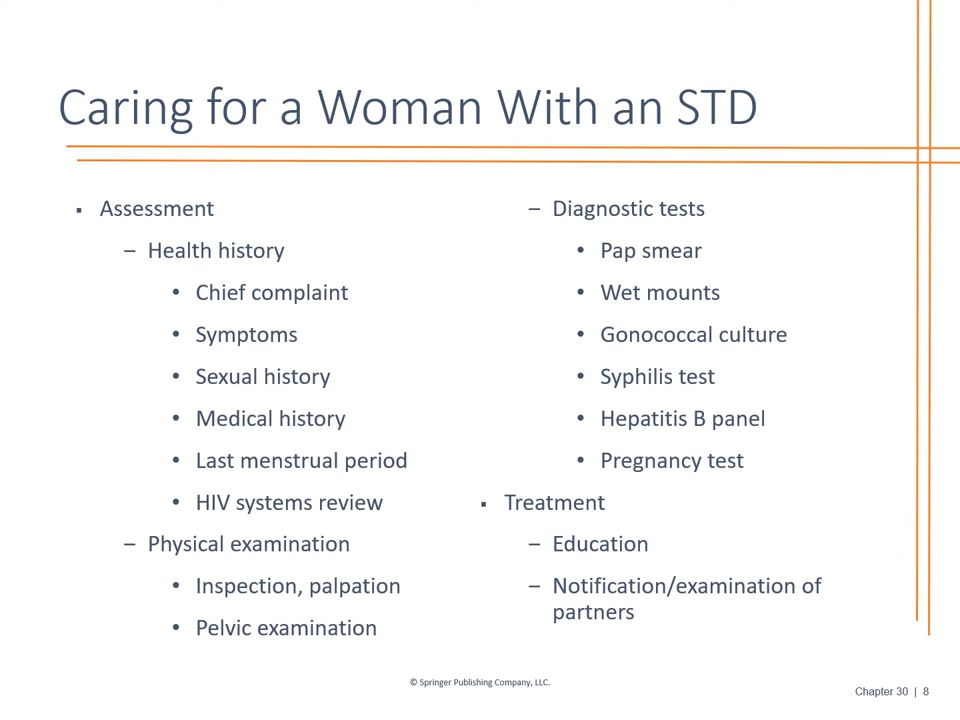 Caring for a Woman With an STD
▪ Assessment
– Health history
• Chief complaint
• Symptoms
• Sexual history
• Medical history
• Last menstrual period
• HIV systems review
– Physical examination
• Inspection, palpation
• Pelvic examination
– Diagnostic tests
• Pap smear
• Wet mounts
• Gonococcal culture
• Syphilis test
• Hepatitis B panel
• Pregnancy test
▪ Treatment
– Education
– Notification/examination of
partners
© Springer Publishing Company, LLC.
Chapter 30 | 8